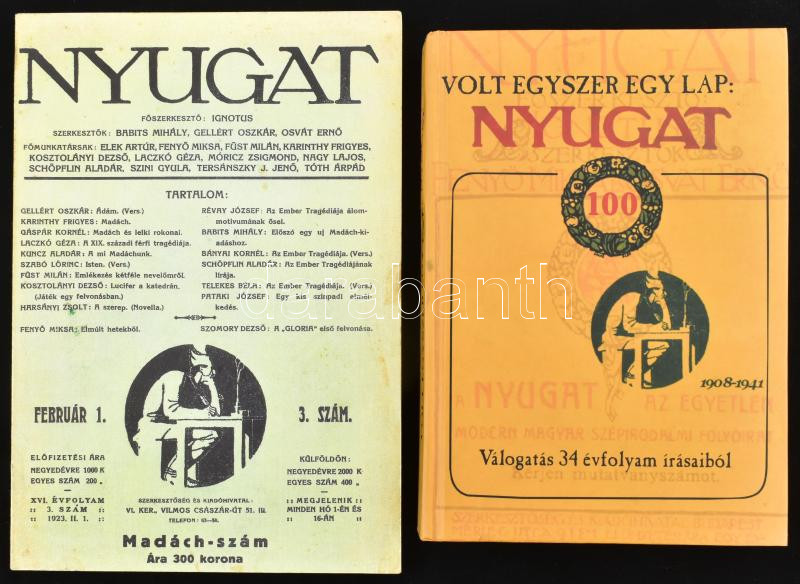 NYUGAT
FŐSZERKESZTŐ: IGNOTUS
SZERKESZTŐK: BABITS MIHÁLY, GELLÉRT OSZKÁR, OSVÁT ERNŐ
FŐMUNKATÁRSAK: ELEK ARTÚR, FENYŐ MIKSA, FÜST MILÁN, KARINTHY FRIGYES,
KOSZTOLÁNYI DEZSŐ, LACZKÓ GÉZA, MÓRICZ ZSIGMOND, NAGY LAJOS,
SCHÖPFLIN ALADÁR, SZINI GYULA, TERSÁNSZKY J. JENŐ, TÓTH ÁRPÁD
TARTALOM:
GELLÉRT OSZKÁR: Ádám. (Vers.)
KARINTHY FRIGYES: Madách.
GÁSPÁR KORNÉL: Madách és lelki rokonai.
LACZKÓ GÉZA: A XIX. századi férfi tragédiája.
KUNCZ ALADÁR: A mi Madáchunk.
SZABÓ LŐRINC: Isten. (Vers.)
FÜST MILÁN: Emlékezés kétféle nevelőmről.
KOSZTOLÁNYI DEZSŐ: Lucifer a katedrán.
(Játék egy felvonásban.)
HARSÁNYI ZSOLT: A szerep. (Novella.)
RÉVAY JÓZSEF: Az Ember Tragédiája álom-
motivumának ősei.
BABITS MIHÁLY: Előszó egy uj Madách-ki-
adáshoz.
BÁNYAI KORNÉL: Az Ember Tragédiája. (Vers.)
SCHÖPFLIN ALADÁR: Az Ember Tragédiájának
lírája.
TELEKES BÉLA: Az Ember Tragédiája. (Vers.)
PATAKI JÓZSEF: Egy kis szinpadi emlé-
kedés.
FENYŐ MIKSA: Elmúlt hetekből.
SZOMORY DEZSŐ: A „GLORIA" első felvonása.
FEBRUÁR 1.
3. SZÁM.
ELŐFIZETÉSI ÁRA
NEGYEDÉVRE 1000 K
EGYES SZÁM 200 „
XVI. ÉVFOLYAM
:: 3. SZÁM ::
1923. II. 1.
SZERKESZTŐSÉG ÉS KIADÓHIVATAL:
VI. KER., VILMOS CSÁSZÁR-ÚT 51. III.
TELEFON:
KÜLFÖLDÖN:
NEGYEDÉVRE 2000 K
EGYES SZÁM 400 „
:: MEGJELENIK ::
MINDEN HÓ 1-ÉN ÉS
16-ÁN
Madách-szám
Ára 300 korona
VOLT EGYSZER EGY LAP:
NYUGAT
100
1908-1941
A NYUGAT AZ EGYETLEN
MODERN MAGYAR SZÉPIRODALMI FOLYÓIRAT
Válogatás 34 évfolyam írásaiból
Kérjen mutatványszámot.
darabanth